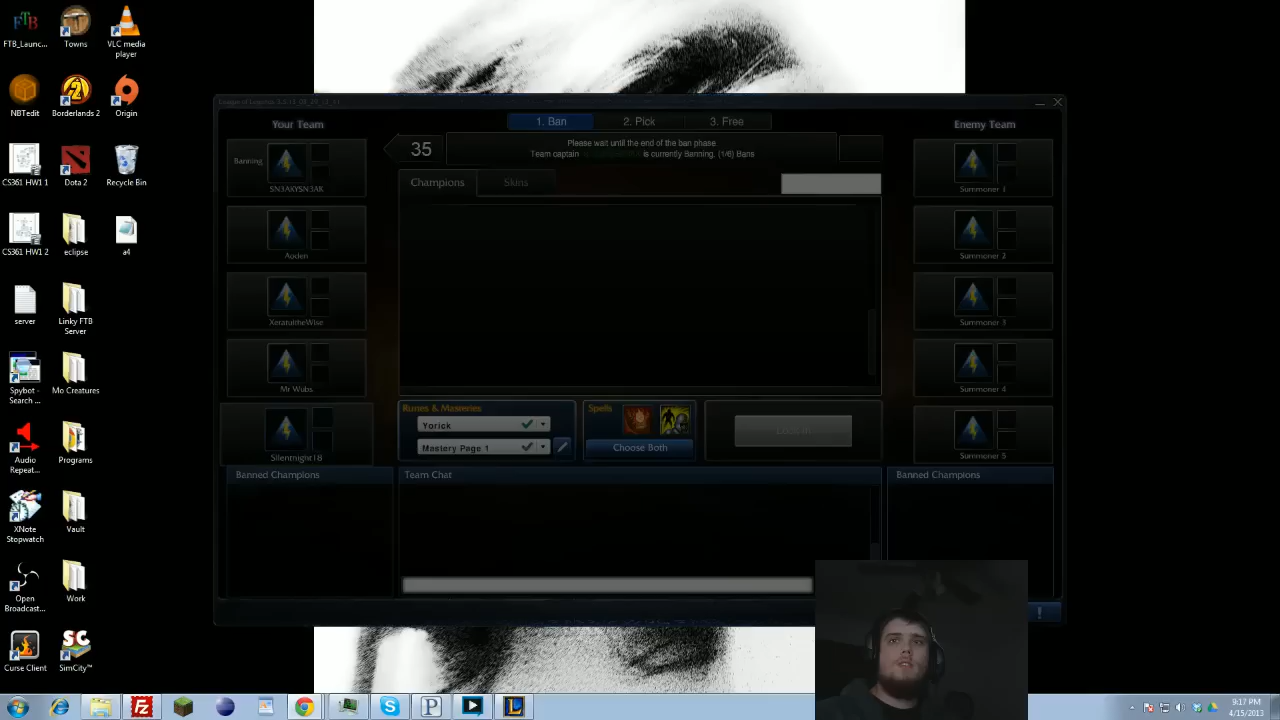 FTB_Launc...
Towns
VLC media
player
NBTedit
Borderlands 2
Origin
CS361 HW1
Dota 2
Recycle Bin
CS361 HW1 2
eclipse
a4
server
Linky FTB
Server
Spybot -
Search ...
Mo Creatures
Audio
Repeat...
Programs
XNote
Stopwatch
Vault
Open
Broadcast...
Work
Curse Client
SimCity™
Your Team
1. Ban
2. Pick
3. Free
Enemy Team
35
Please wait until the end of the ban phase
Team captain
is currently Banning. (1/6) Bans
Banning
SN3AKYSN3AK
Aoden
XeratultheWise
Mr Wubs
Silentnight18
Champions
Skins
Summoner 1
Summoner 2
Summoner 3
Summoner 4
Summoner 5
Runes & Masteries
Yorick
Mastery Page 1
Spells
Choose Both
Lock In
Banned Champions
Team Chat
Banned Champions
9:17 PM
4/15/2013